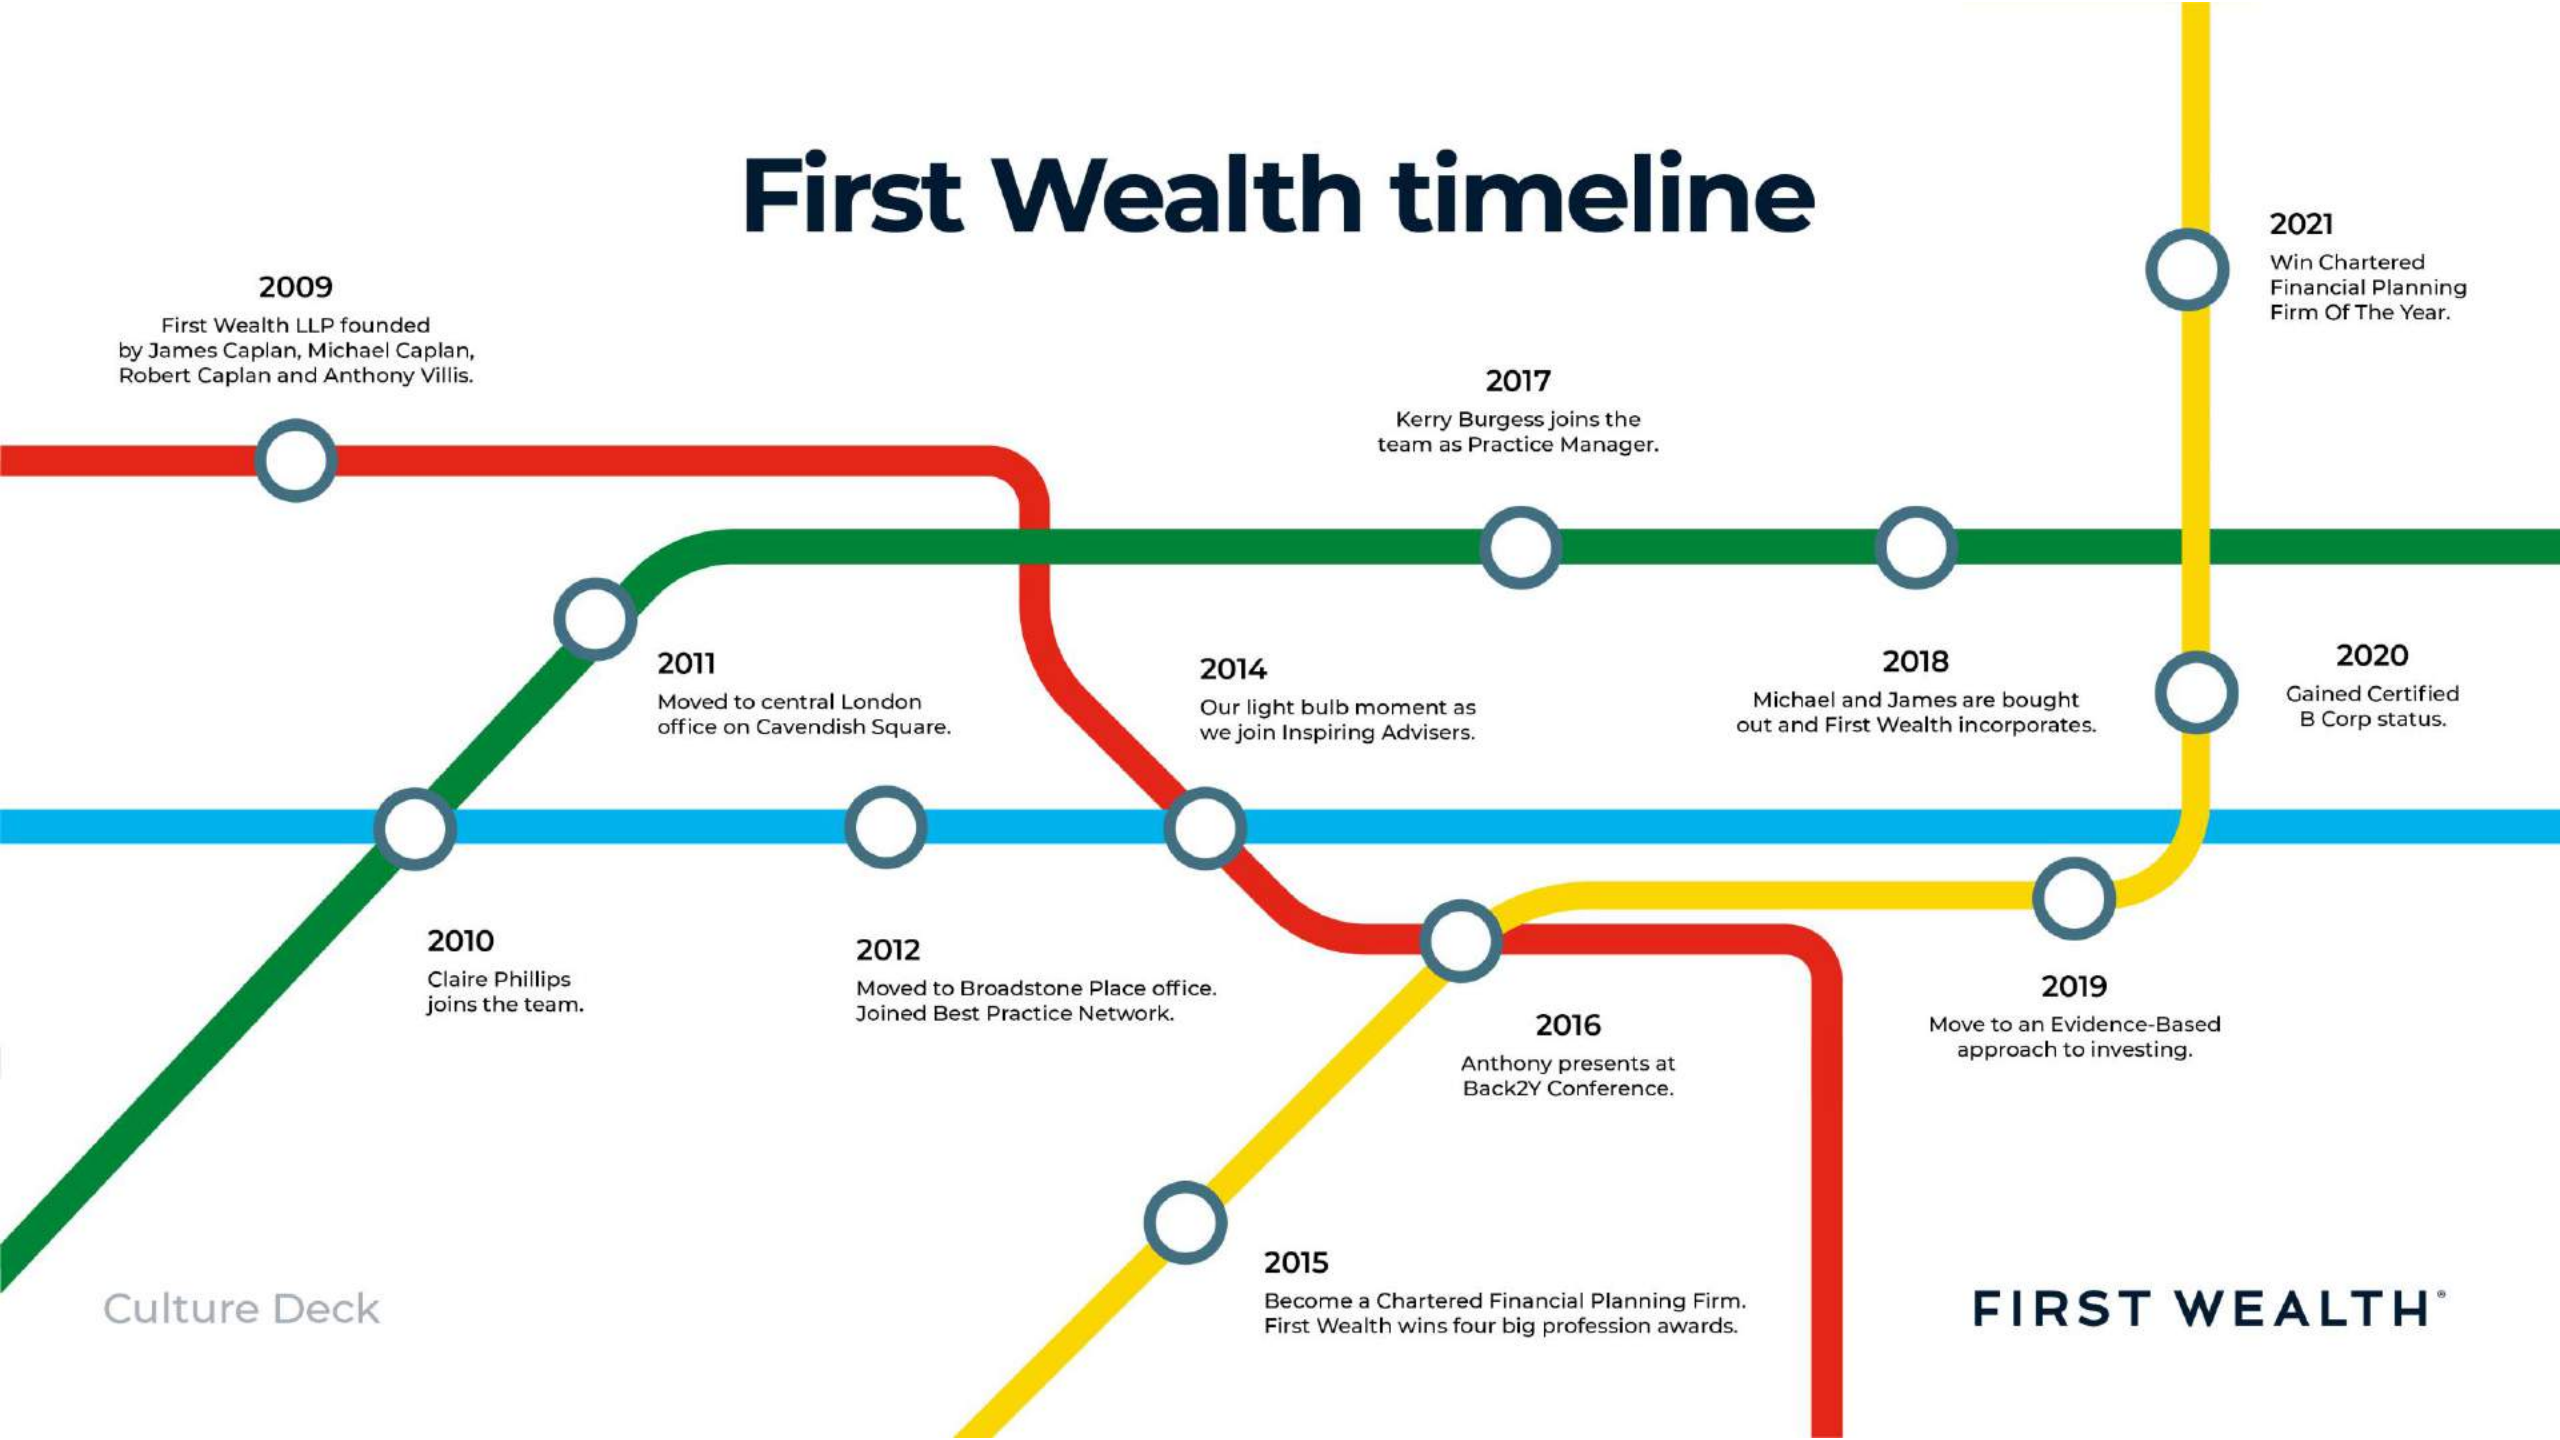 First Wealth timeline
2009
First Wealth LLP founded
by James Caplan, Michael Caplan,
Robert Caplan and Anthony Villis.
2010
Claire Phillips
joins the team.
2011
Moved to central London
office on Cavendish Square.
2012
Moved to Broadstone Place office.
Joined Best Practice Network.
2014
Our light bulb moment as
we join Inspiring Advisers.
2015
Become a Chartered Financial Planning Firm.
First Wealth wins four big profession awards.
2016
Anthony presents at
Back2Y Conference.
2017
Kerry Burgess joins the
team as Practice Manager.
2018
Michael and James are bought
out and First Wealth incorporates.
2019
Move to an Evidence-Based
approach to investing.
2020
Gained Certified
B Corp status.
2021
Win Chartered
Financial Planning
Firm Of The Year.
Culture Deck
FIRST WEALTH®